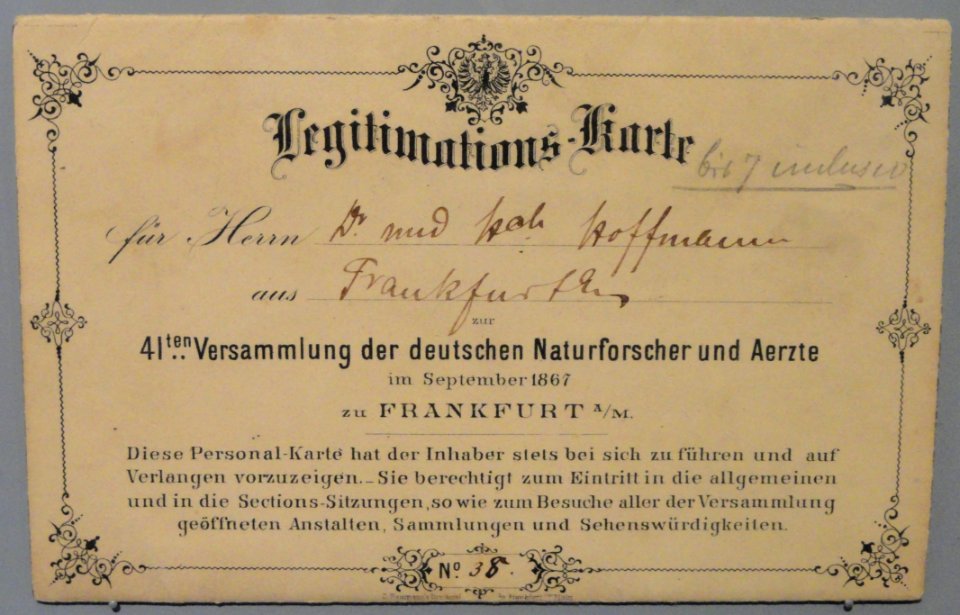 Legitimations-Karte
bis 7 inclusiv
für Herrn Dr med Hch Hoffmann
aus Frankfurt a/m
zur
41ten Versammlung der deutschen Naturforscher und Aerzte
im September 1867
zu FRANKFURT A/M.
Diese Personal-Karte hat der Inhaber stets bei sich zu führen und auf
Verlangen vorzuzeigen._Sie berechtigt zum Eintritt in die allgemeinen
und in die Sections-Sitzungen, so wie zum Besuche aller der Versammlung
geöffneten Anstalten, Sammlungen und Sehenswürdigkeiten.
No 38.